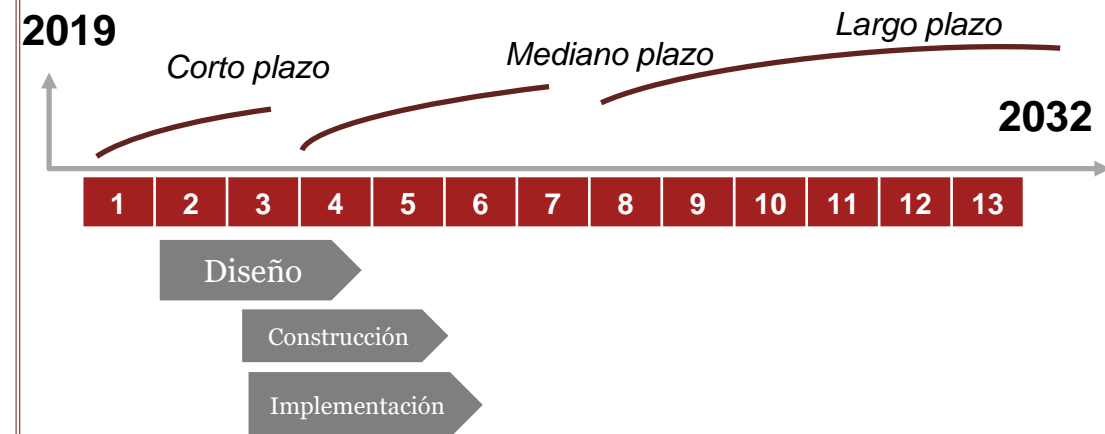 2019
Corto plazo
Mediano plazo
Largo plazo
2032
1 2 3 4 5 6 7 8 9 10 11 12 13
Diseño
Construcción
Implementación